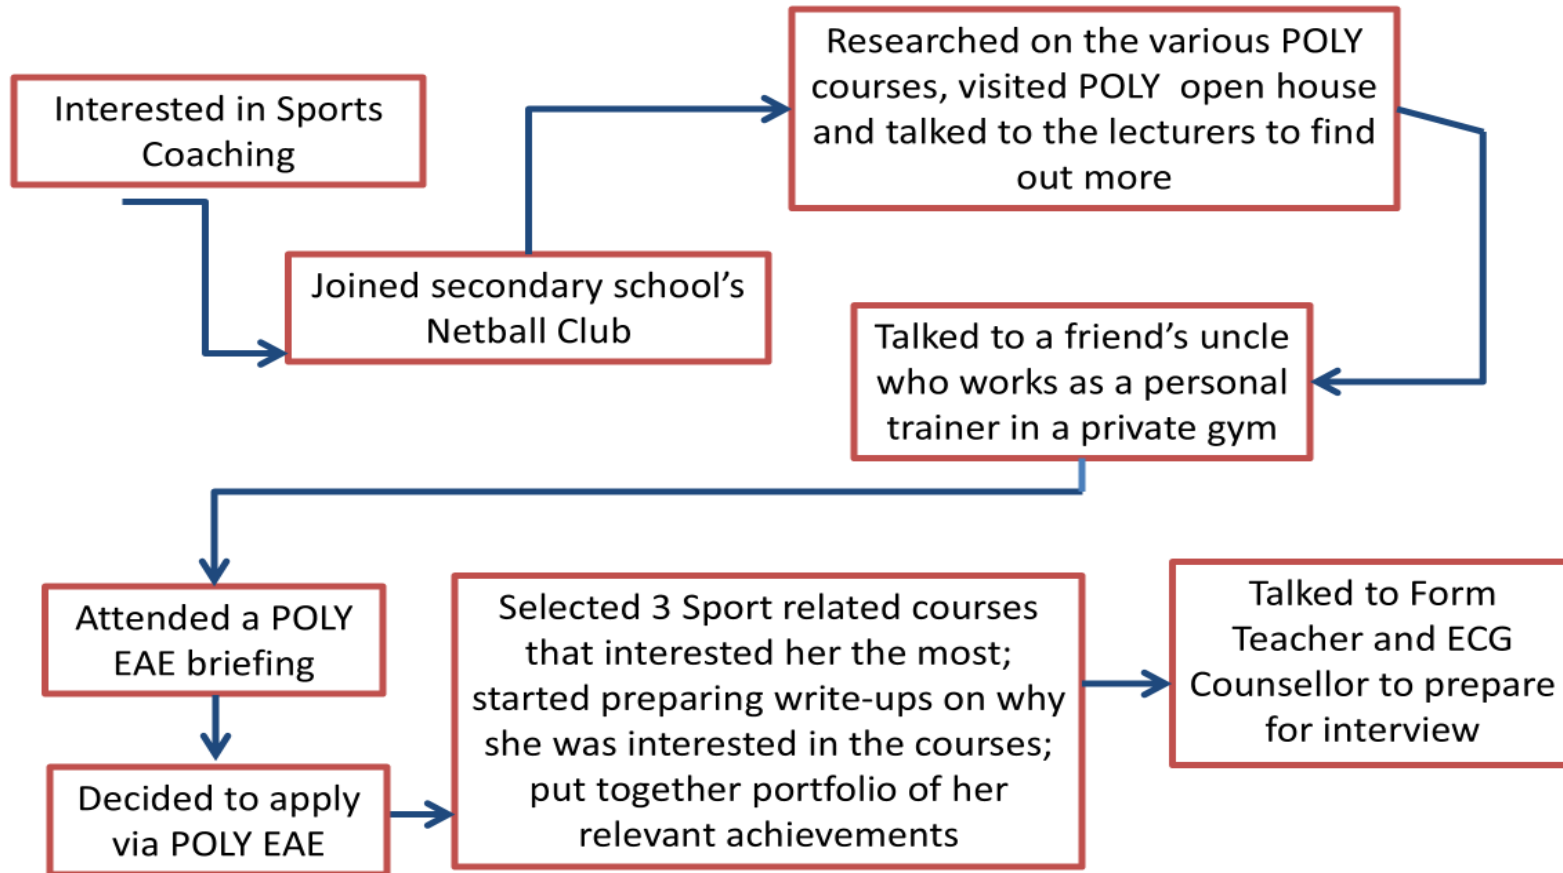 Interested in Sports
Coaching
Joined secondary school’s
Netball Club
Researched on the various POLY
courses, visited POLY  open house
and talked to the lecturers to find
out more
Talked to a friend’s uncle
who works as a personal
trainer in a private gym
Attended a POLY
EAE briefing
Decided to apply
via POLY EAE
Selected 3 Sport related courses
that interested her the most;
started preparing write-ups on why
she was interested in the courses;
put together portfolio of her
relevant achievements
Talked to Form
Teacher and ECG
Counsellor to prepare
for interview